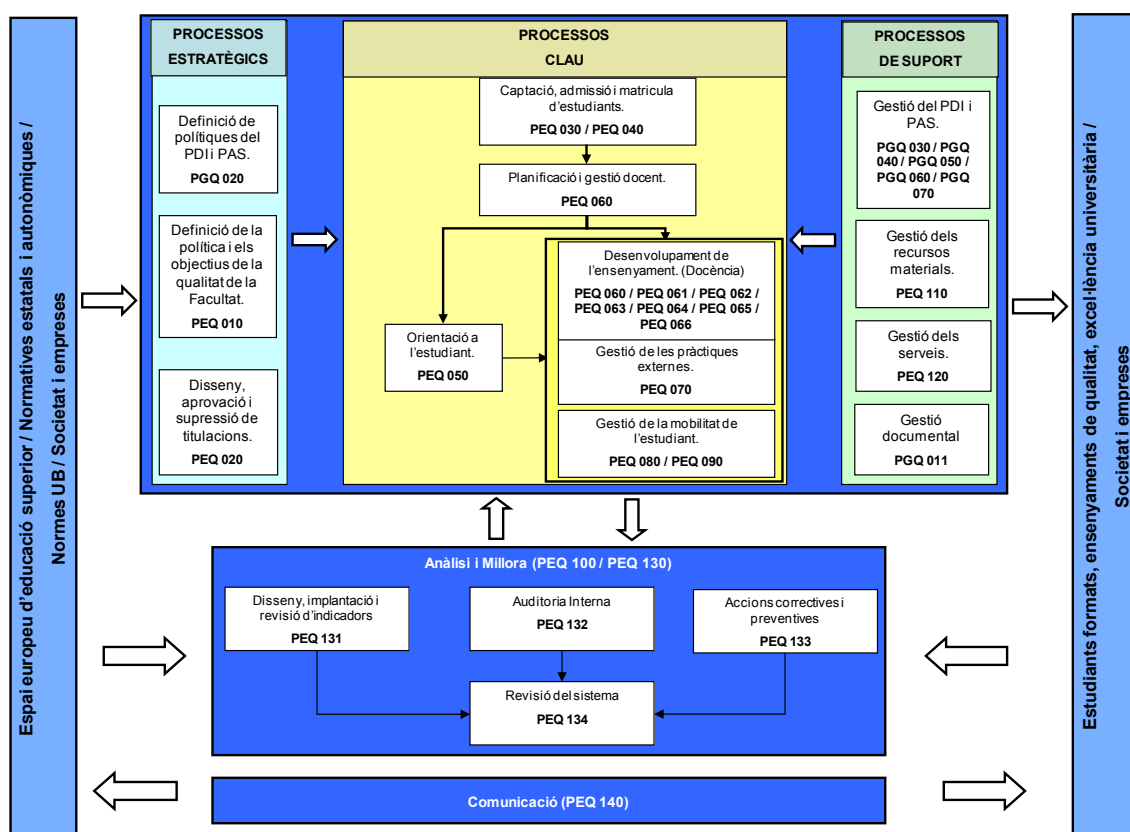 Espai europeu d'educació superior / Normatives estatals i autonòmiques /
Normes UB / Societat i empreses
PROCESSOS
ESTRATÈGICS
Definició de
polítiques del
PDI i PAS.
PGQ 020
Definició de la
política i els
objectius de la
qualitat de la
Facultat.
PEQ 010
Disseny,
aprovació i
supressió de
titulacions.
PEQ 020
PROCESSOS
CLAU
Captació, admissió i matricula
d'estudiants.
PEQ 030 / PEQ 040
Planificació i gestió docent.
PEQ 060
Desenvolupament de
l'ensenyament. (Docència)
PEQ 060 / PEQ 061 / PEQ 062 /
PEQ 063 / PEQ 064 / PEQ 065 /
PEQ 066
Orientació a
l'estudiant.
PEQ 050
Gestió de les pràctiques
externes.
PEQ 070
Gestió de la mobilitat de
l'estudiant.
PEQ 080 / PEQ 090
PROCESSOS
DE SUPORT
Gestió del PDI i
PAS.
PGQ 030 / PGQ
040 / PGQ 050 /
PGQ 060 / PGQ
070
Gestió dels
recursos
materials.
PEQ 110
Gestió dels
serveis.
PEQ 120
Gestió
documental
PGQ 011
Anàlisi i Millora (PEQ 100 / PEQ 130)
Disseny, implantació i
revisió d'indicadors
PEQ 131
Auditoria Interna
PEQ 132
Accions correctives i
preventives
PEQ 133
Revisió del sistema
PEQ 134
Comunicació (PEQ 140)
Estudiants formats, ensenyaments de qualitat, excel·lència universitària /
Societat i empreses